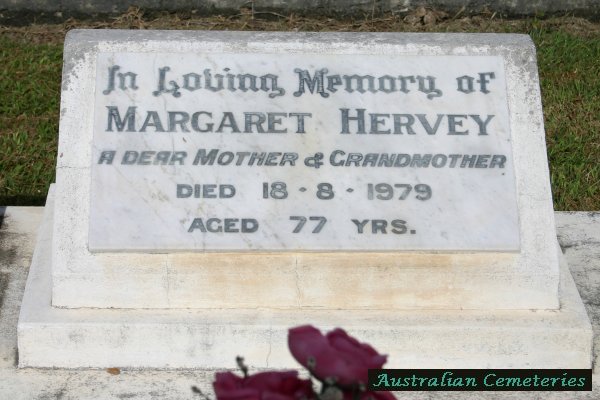 In Loving Memory of
MARGARET HERVEY
A DEAR MOTHER & GRANDMOTHER
DIED 18 - 8 - 1979
AGED 77 YRS.
Australian Cemeteries